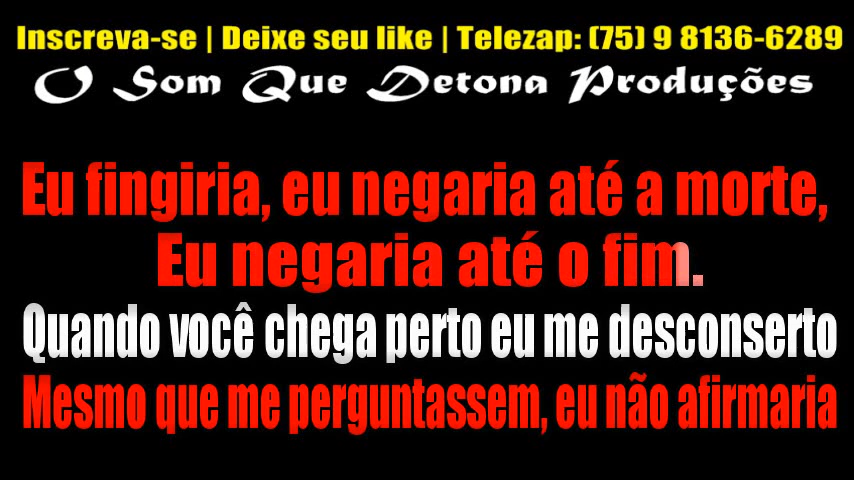 Inscreva-se | Deixe seu like | Telezap: (75) 9 8136-6289
O Som Que Detona Produções
Eu fingiria, eu negaria até a morte,
Eu negaria até o fim.
Quando você chega perto eu me desconserto
Mesmo que me perguntassem, eu não afirmaria